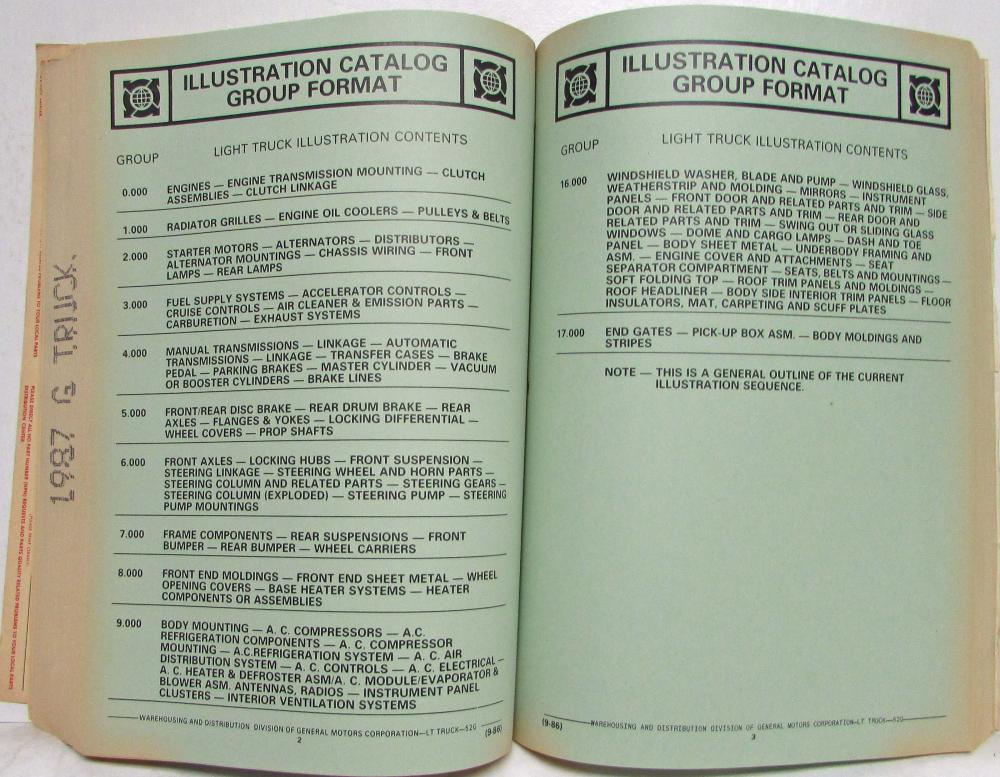 1987 G TRUCK.
ILLUSTRATION CATALOG
GROUP FORMAT
GROUP
LIGHT TRUCK ILLUSTRATION CONTENTS
0.000 ENGINES — ENGINE TRANSMISSION MOUNTING — CLUTCH
ASSEMBLIES — CLUTCH LINKAGE
1.000 RADIATOR GRILLES — ENGINE OIL COOLERS — PULLEYS & BELTS
2.000 STARTER MOTORS — ALTERNATORS — DISTRIBUTORS —
ALTERNATOR MOUNTINGS — CHASSIS WIRING — FRONT
LAMPS — REAR LAMPS
3.000 FUEL SUPPLY SYSTEMS — ACCELERATOR CONTROLS —
CRUISE CONTROLS — AIR CLEANER & EMISSION PARTS —
CARBURETION — EXHAUST SYSTEMS
4.000 MANUAL TRANSMISSIONS — LINKAGE — AUTOMATIC
TRANSMISSIONS — LINKAGE — TRANSFER CASES — BRAKE
PEDAL — PARKING BRAKES — MASTER CYLINDER — VACUUM
OR BOOSTER CYLINDERS — BRAKE LINES
5.000 FRONT/REAR DISC BRAKE — REAR DRUM BRAKE — REAR
AXLES — FLANGES & YOKES — LOCKING DIFFERENTIAL —
WHEEL COVERS — PROP SHAFTS
6.000 FRONT AXLES — LOCKING HUBS — FRONT SUSPENSION —
STEERING LINKAGE — STEERING WHEEL AND HORN PARTS —
STEERING COLUMN AND RELATED PARTS — STEERING GEARS —
STEERING COLUMN (EXPLODED) — STEERING PUMP — STEERING
PUMP MOUNTINGS
7.000 FRAME COMPONENTS — REAR SUSPENSIONS — FRONT
BUMPER — REAR BUMPER — WHEEL CARRIERS
8.000 FRONT END MOLDINGS — FRONT END SHEET METAL — WHEEL
OPENING COVERS — BASE HEATER SYSTEMS — HEATER
COMPONENTS OR ASSEMBLIES
9.000 BODY MOUNTING — A. C. COMPRESSORS — A.C.
REFRIGERATION COMPONENTS — A. C. COMPRESSOR
MOUNTING — A.C.REFRIGERATION SYSTEM — A. C. AIR
DISTRIBUTION SYSTEM — A. C. CONTROLS — A. C. ELECTRICAL —
A. C. HEATER & DEFROSTER ASM/A. C. MODULE/EVAPORATOR &
BLOWER ASM. ANTENNAS, RADIOS — INSTRUMENT PANEL
CLUSTERS — INTERIOR VENTILATION SYSTEMS
WAREHOUSING AND DISTRIBUTION DIVISION OF GENERAL MOTORS CORPORATION—LT TRUCK—52G (9-86)
2
ILLUSTRATION CATALOG
GROUP FORMAT
GROUP
LIGHT TRUCK ILLUSTRATION CONTENTS
16.000 WINDSHIELD WASHER, BLADE AND PUMP — WINDSHIELD GLASS,
WEATHERSTRIP AND MOLDING — MIRRORS — INSTRUMENT
PANELS — FRONT DOOR AND RELATED PARTS AND TRIM — SIDE
DOOR AND RELATED PARTS AND TRIM — REAR DOOR AND
RELATED PARTS AND TRIM — SWING OUT OR SLIDING GLASS
WINDOWS — DOME AND CARGO LAMPS — DASH AND TOE
PANEL — BODY SHEET METAL — UNDERBODY FRAMING AND
ASM. — ENGINE COVER AND ATTACHMENTS — SEAT
SEPARATOR COMPARTMENT — SEATS, BELTS AND MOUNTINGS —
SOFT FOLDING TOP — ROOF TRIM PANELS AND MOLDINGS —
ROOF HEADLINER — BODY SIDE INTERIOR TRIM PANELS — FLOOR
INSULATORS, MAT, CARPETING AND SCUFF PLATES
17.000 END GATES — PICK-UP BOX ASM. — BODY MOLDINGS AND
STRIPES
NOTE — THIS IS A GENERAL OUTLINE OF THE CURRENT
ILLUSTRATION SEQUENCE.
(9-86) WAREHOUSING AND DISTRIBUTION DIVISION OF GENERAL MOTORS CORPORATION—LT TRUCK—52G
3